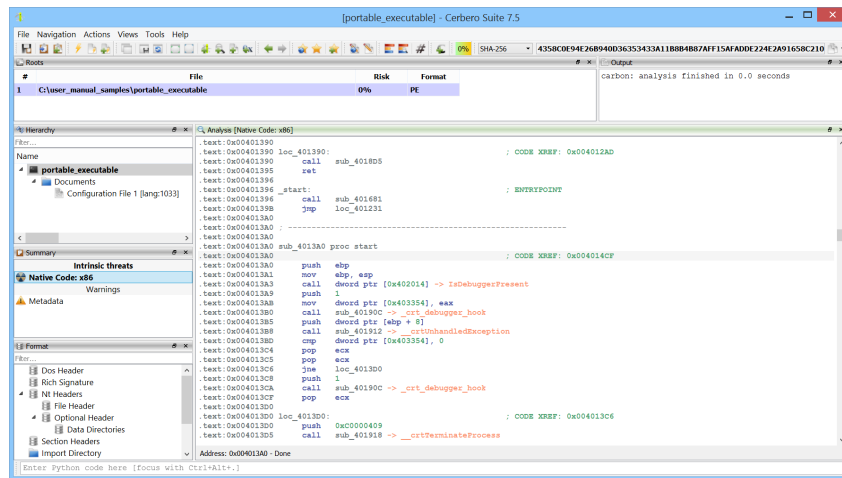 [portable_executable] - Cerbero Suite 7.5
File Navigation Actions Views Tools Help
0% SHA-256 4358C0E94E26B940D36353433A11B8B4B87AFF15AFADDE224E2A91658C210
Roots
# File Risk Format
1 C:\user_manual_samples\portable_executable 0% PE
Output
carbon: analysis finished in 0.0 seconds
Hierarchy
Filter...
Name
portable_executable
Documents
Configuration File 1 [lang:1033]
Summary
Intrinsic threats
Native Code: x86
Warnings
Metadata
Format
Filter...
Dos Header
Rich Signature
Nt Headers
File Header
Optional Header
Data Directories
Section Headers
Import Directory
Analysis [Native Code: x86]
.text:0x00401390
.text:0x00401390 loc_401390: ; CODE XREF: 0x004012AD
.text:0x00401390 call sub_4018D5
.text:0x00401395 ret
.text:0x00401396
.text:0x00401396 _start: ; ENTRYPOINT
.text:0x00401396 call sub_401681
.text:0x0040139B jmp loc_401231
.text:0x004013A0
.text:0x004013A0 ; ---------------------------------------------------------
.text:0x004013A0
.text:0x004013A0 sub_4013A0 proc start
.text:0x004013A0 ; CODE XREF: 0x004014CF
.text:0x004013A0 push ebp
.text:0x004013A1 mov ebp, esp
.text:0x004013A3 call dword ptr [0x402014] -> IsDebuggerPresent
.text:0x004013A9 push 1
.text:0x004013AB mov dword ptr [0x403354], eax
.text:0x004013B0 call sub_40190C -> _crt_debugger_hook
.text:0x004013B5 push dword ptr [ebp + 8]
.text:0x004013B8 call sub_401912 -> __crtUnhandledException
.text:0x004013BD cmp dword ptr [0x403354], 0
.text:0x004013C4 pop ecx
.text:0x004013C5 pop ecx
.text:0x004013C6 jne loc_4013D0
.text:0x004013C8 push 1
.text:0x004013CA call sub_40190C -> _crt_debugger_hook
.text:0x004013CF pop ecx
.text:0x004013D0
.text:0x004013D0 loc_4013D0: ; CODE XREF: 0x004013C6
.text:0x004013D0 push 0xC0000409
.text:0x004013D5 call sub_401918 -> __crtTerminateProcess
Address: 0x004013A0 - Done
Enter Python code here [focus with Ctrl+Alt+.]